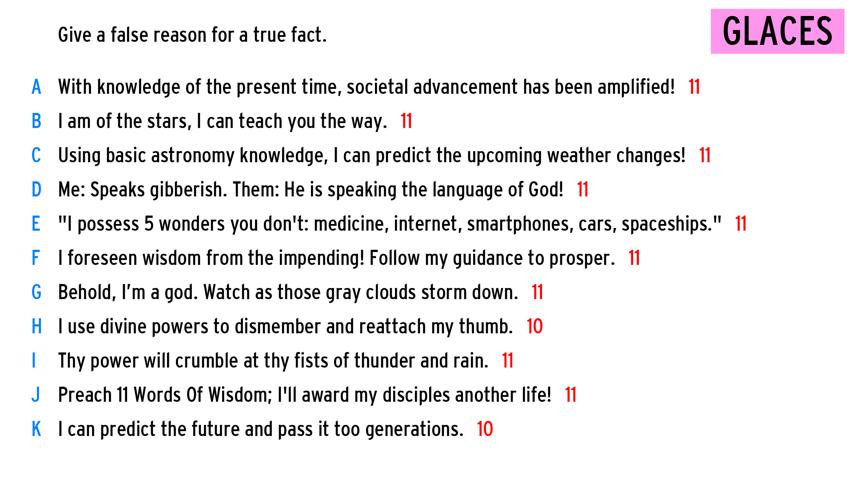 Give a false reason for a true fact.
GLACES
A With knowledge of the present time, societal advancement has been amplified! 11
B I am of the stars, I can teach you the way. 11
C Using basic astronomy knowledge, I can predict the upcoming weather changes! 11
D Me: Speaks gibberish. Them: He is speaking the language of God! 11
E "I possess 5 wonders you don't: medicine, internet, smartphones, cars, spaceships." 11
F I foreseen wisdom from the impending! Follow my guidance to prosper. 11
G Behold, I’m a god. Watch as those gray clouds storm down. 11
H I use divine powers to dismember and reattach my thumb. 10
I Thy power will crumble at thy fists of thunder and rain. 11
J Preach 11 Words Of Wisdom; I'll award my disciples another life! 11
K I can predict the future and pass it too generations. 10